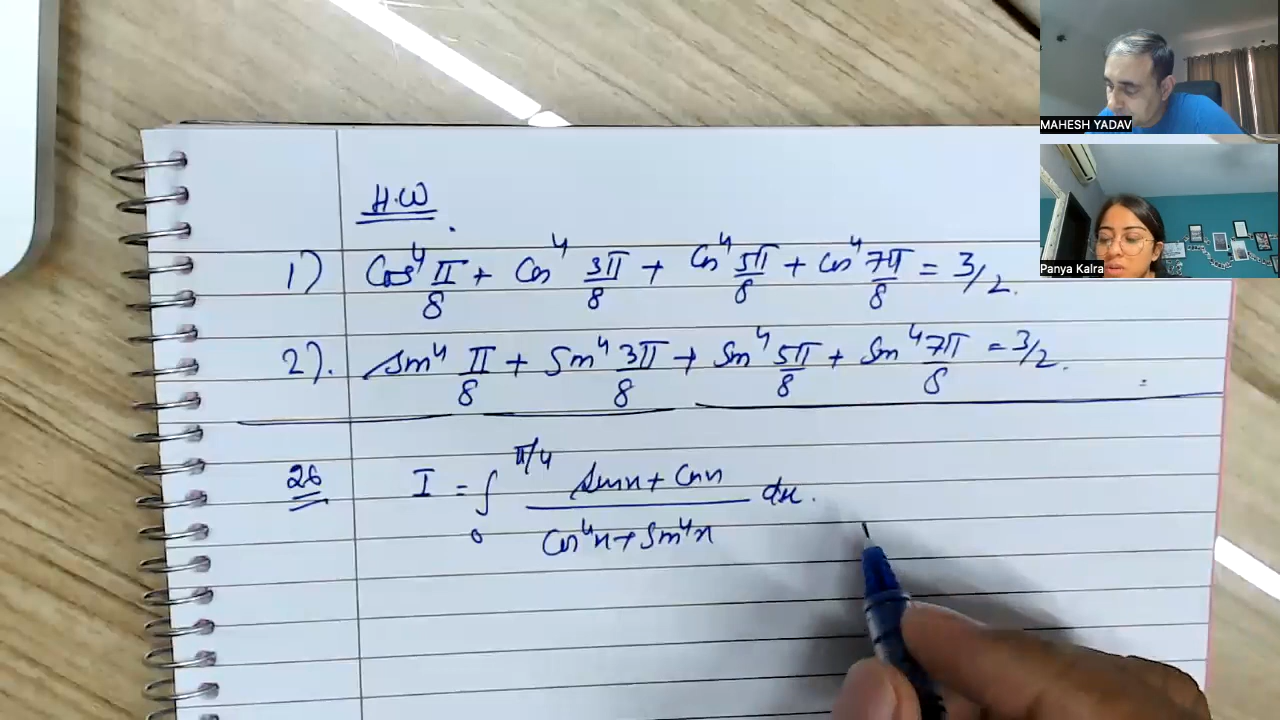 MAHESH YADAV
Panya Kalra
H.W.
1) Cos⁴ π/8 + Cos⁴ 3π/8 + Cos⁴ 5π/8 + Cos⁴ 7π/8 = 3/2.
2). Sin⁴ π/8 + Sin⁴ 3π/8 + Sin⁴ 5π/8 + Sin⁴ 7π/8 = 3/2.
26 I = ∫₀^π/4 (Sinx + Cosx)/(Cos⁴x + Sin⁴x) dx.